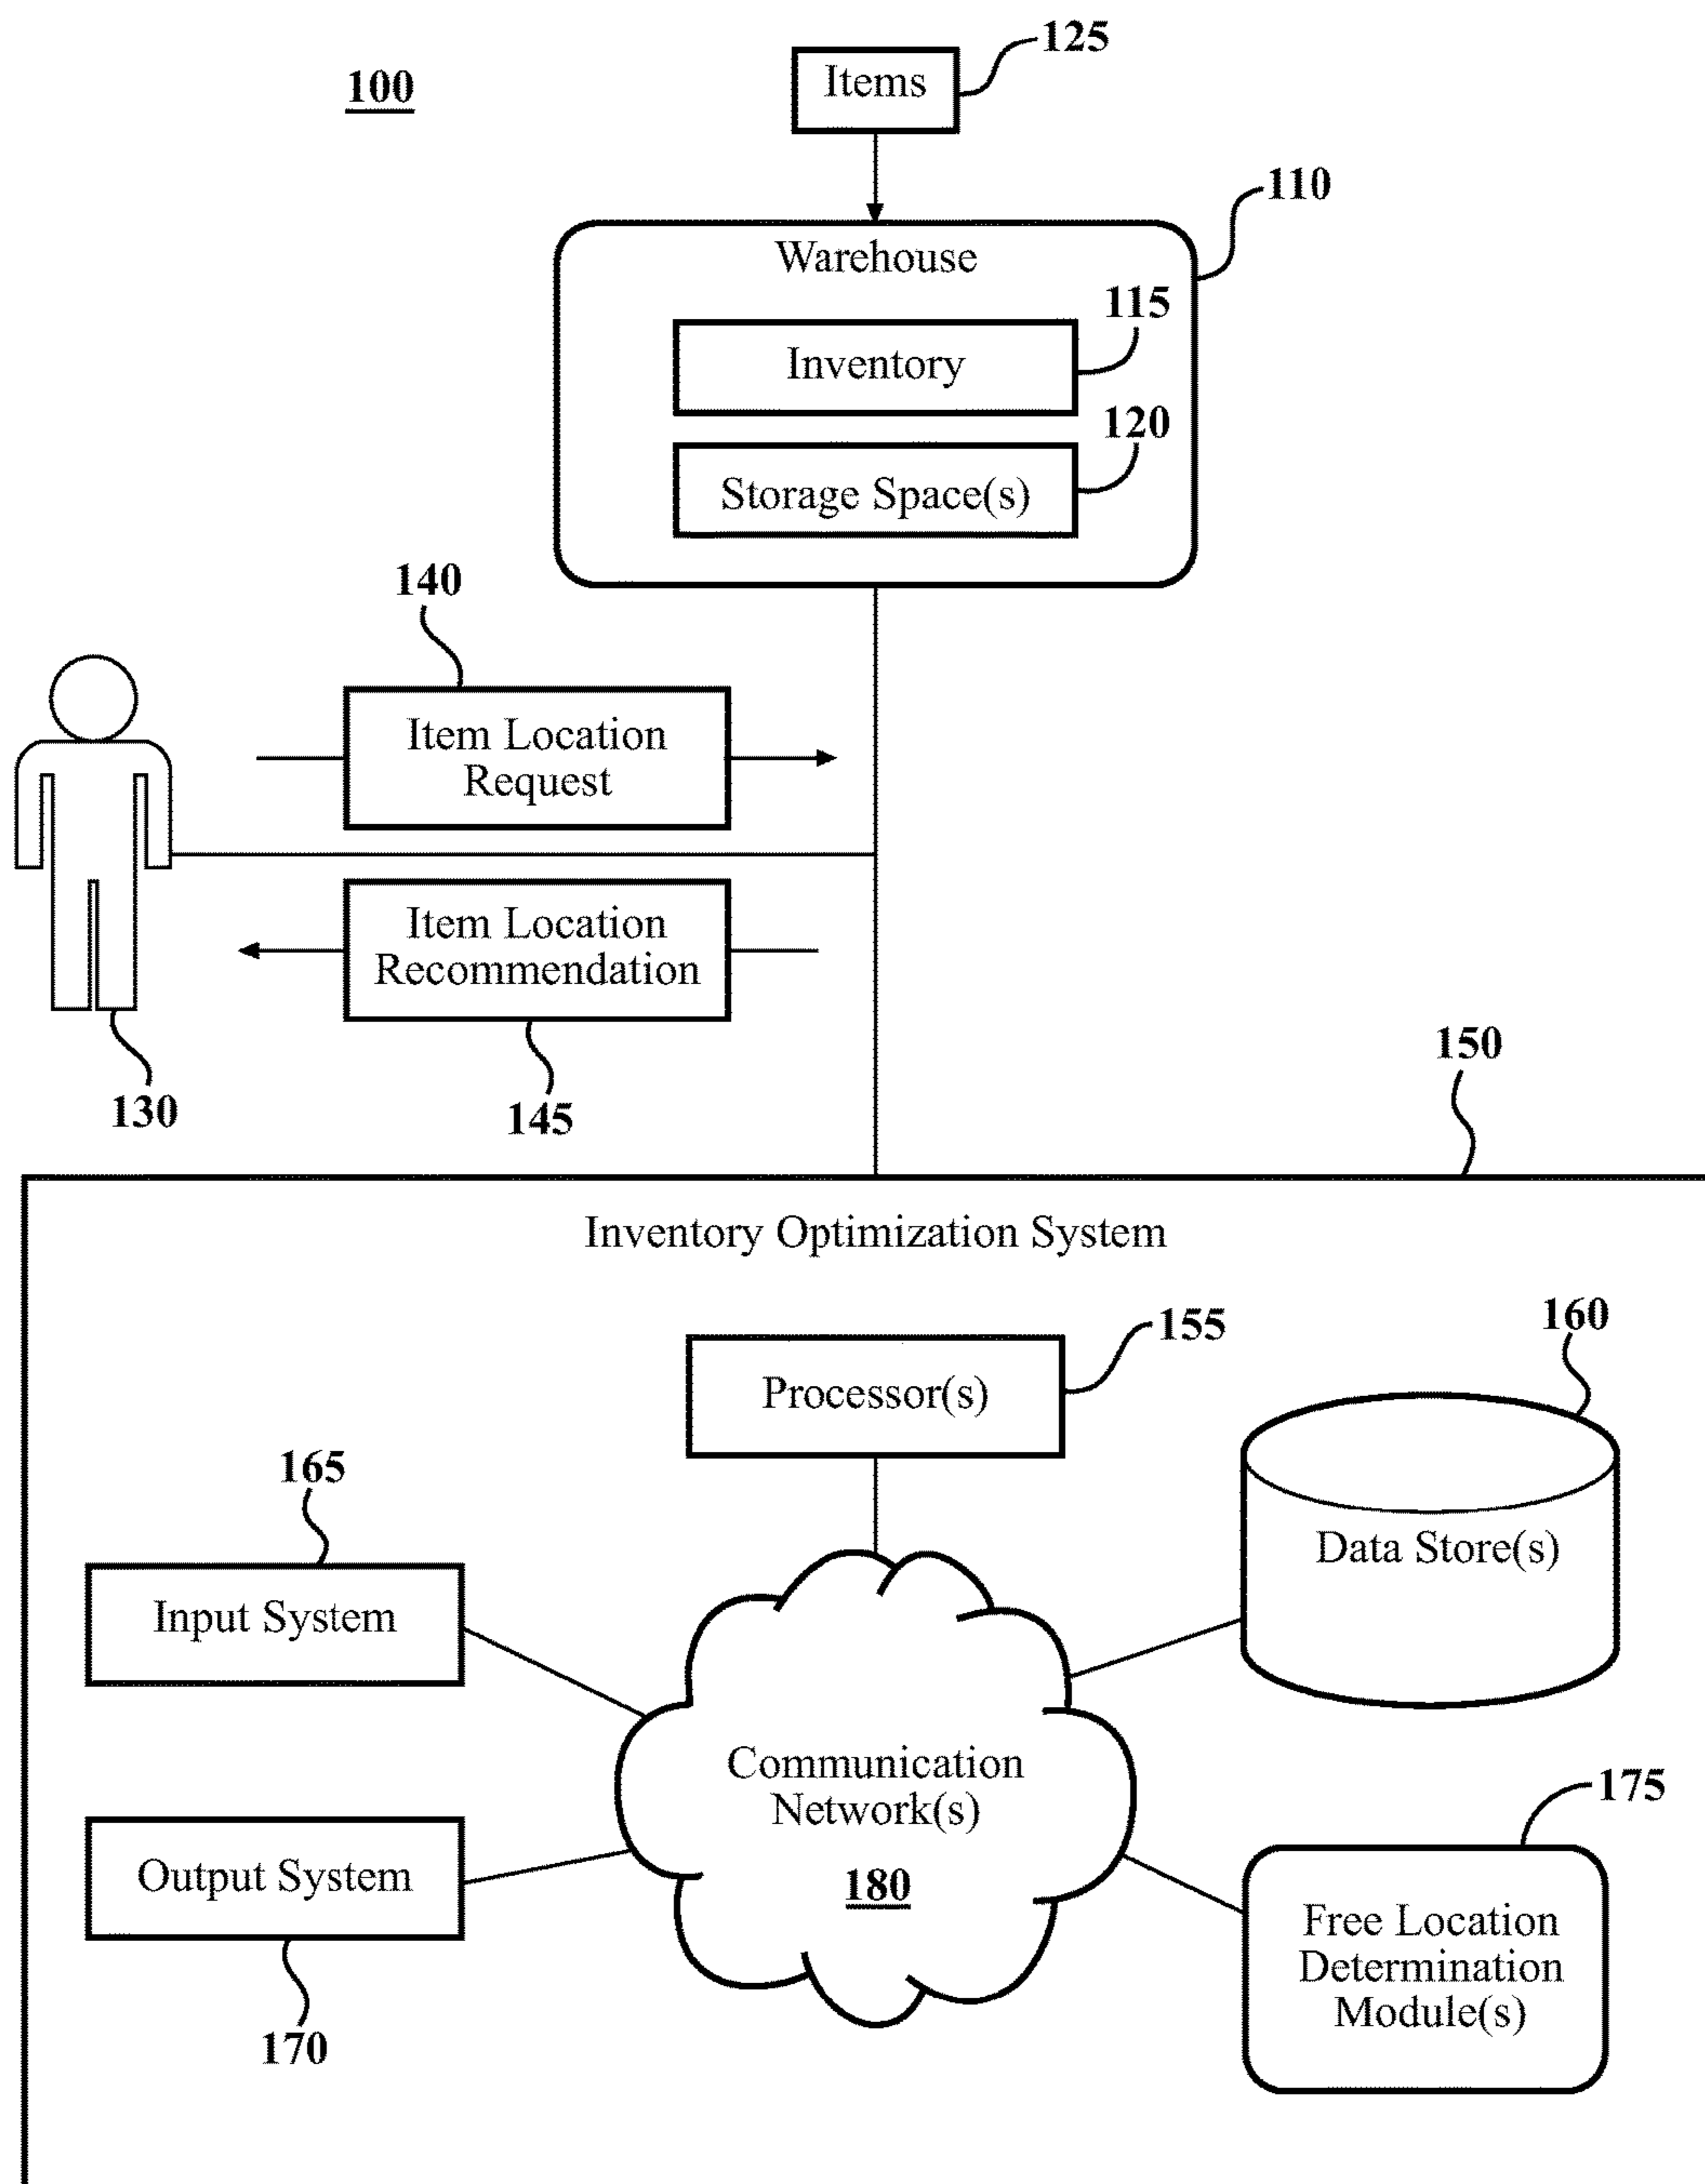 125
Items
100
110
Warehouse
115
Inventory
120
Storage Space(s)
140
Item Location
Request
Item Location
Recommendation
130
145
150
Inventory Optimization System
155
160
Processor(s)
165
Data Store(s)
Input System
Communication
Network(s)
175
Output System
180
Free Location
Determination
Module(s)
170